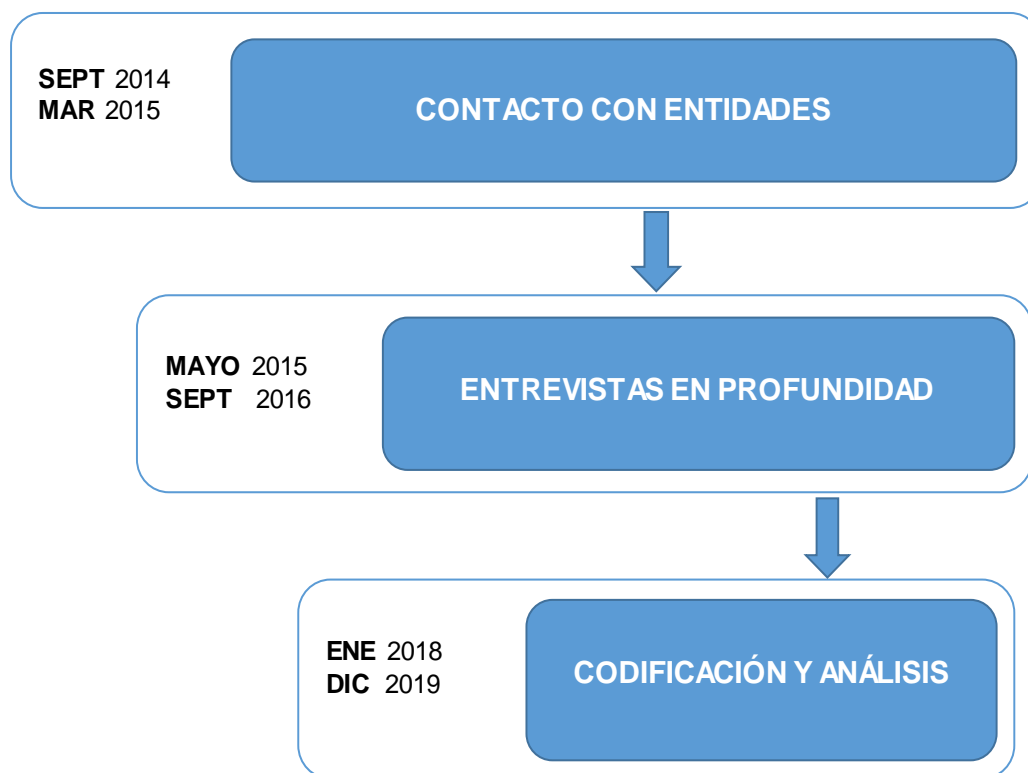 SEPT 2014
MAR 2015
CONTACTO CON ENTIDADES
MAYO 2015
SEPT 2016
ENTREVISTAS EN PROFUNDIDAD
ENE 2018
DIC 2019
CODIFICACIÓN Y ANÁLISIS